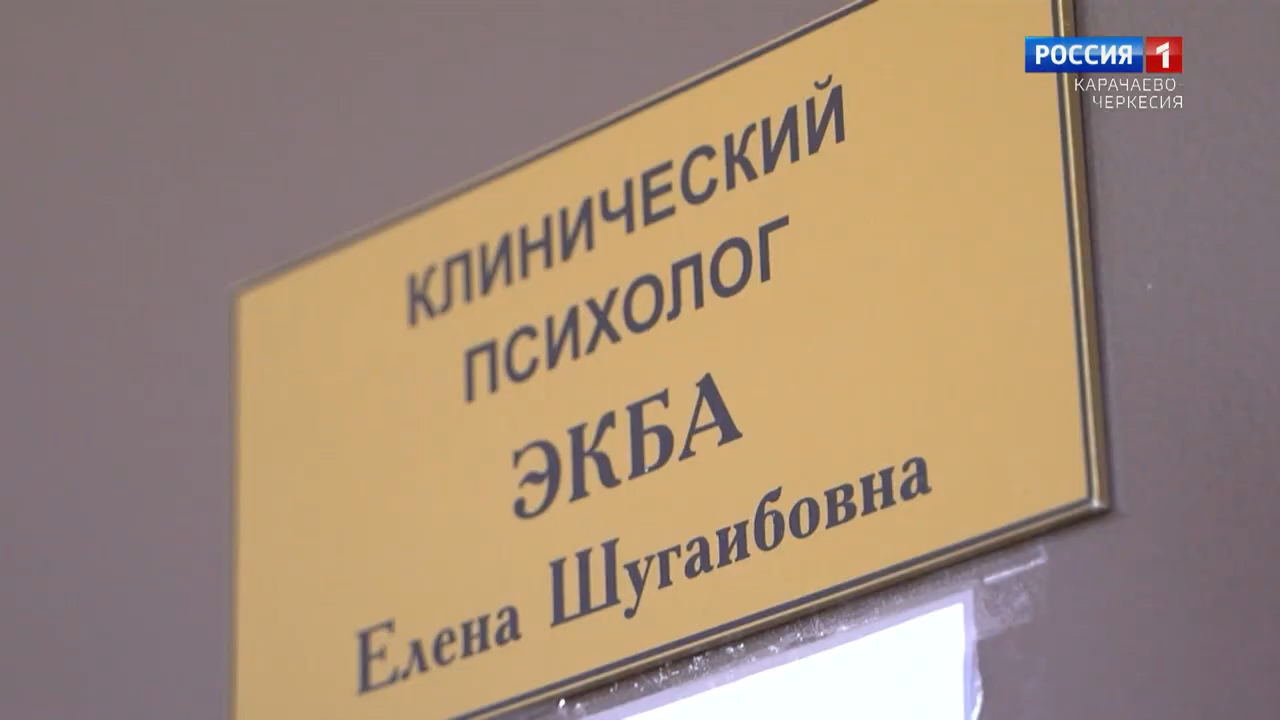 РОССИЯ 1
КАРАЧАЕВО-
ЧЕРКЕСИЯ
КЛИНИЧЕСКИЙ
ПСИХОЛОГ
ЭКБА
Елена Шугаибовна